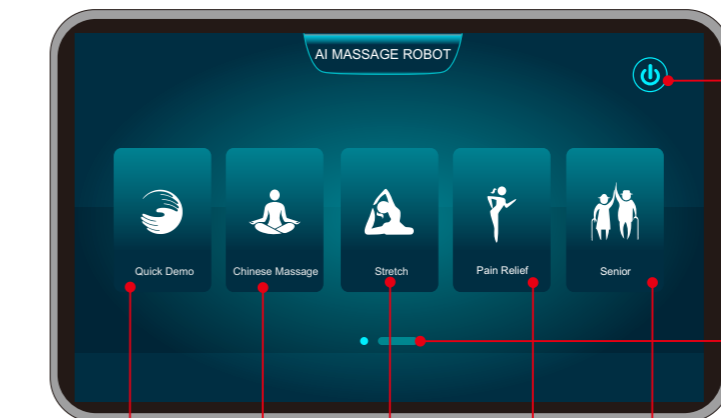 AI MASSAGE ROBOT
Quick Demo
Chinese Massage
Stretch
Pain Relief
Senior